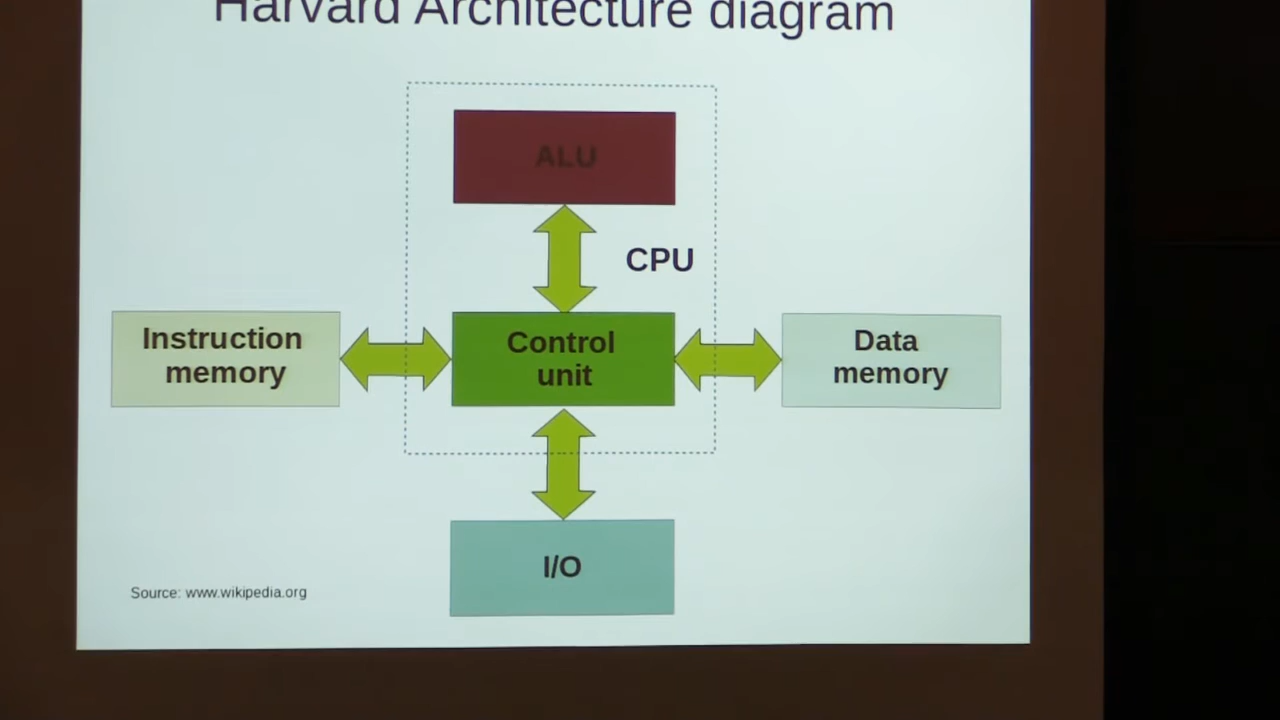 Harvard Architecture diagram
ALU
CPU
Instruction
memory
Control
unit
Data
memory
I/O
Source: www.wikipedia.org